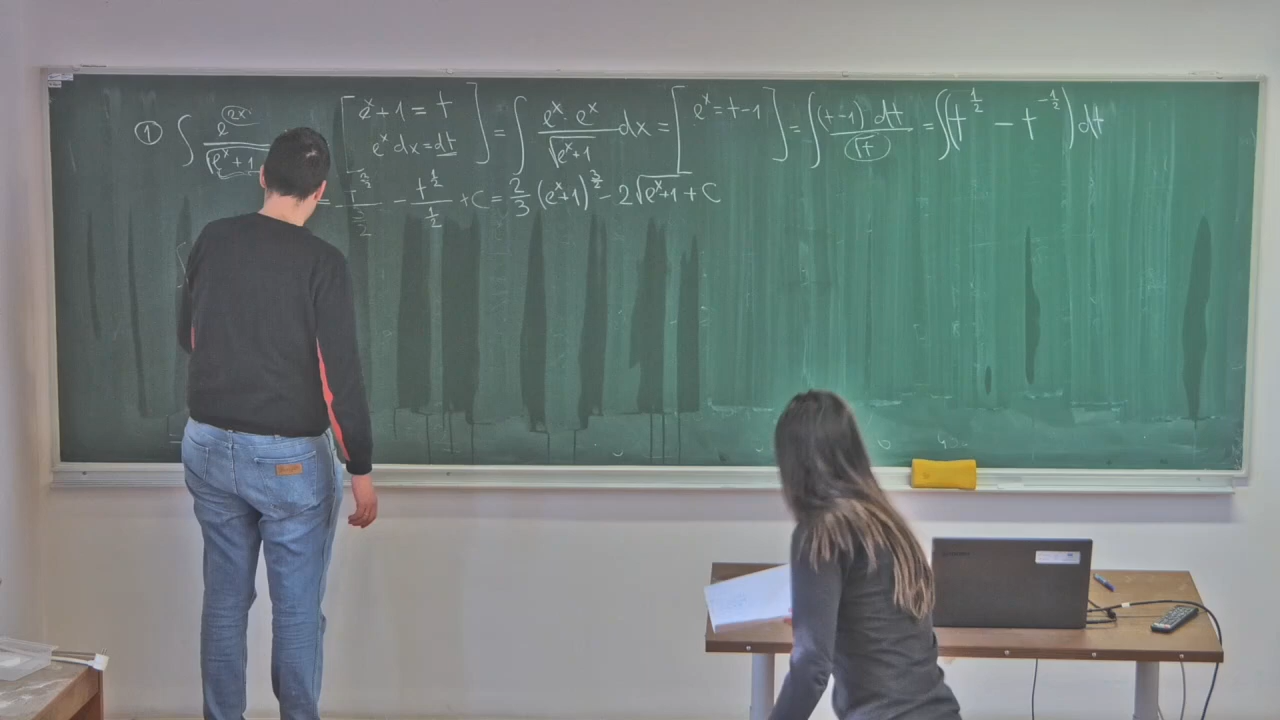 ① ∫ e^{2x} / √(e^x+1) [ e^x+1 = t e^x dx = dt ] = ∫ e^x · e^x / √(e^x+1) dx = [ e^x = t-1 ] = ∫ (t-1) dt / √t = ∫ ( t^{1/2} - t^{-1/2} ) dt
= t^{3/2} / (3/2) - t^{1/2} / (1/2) + C = 2/3 (e^x+1)^{3/2} - 2√(e^x+1) + C